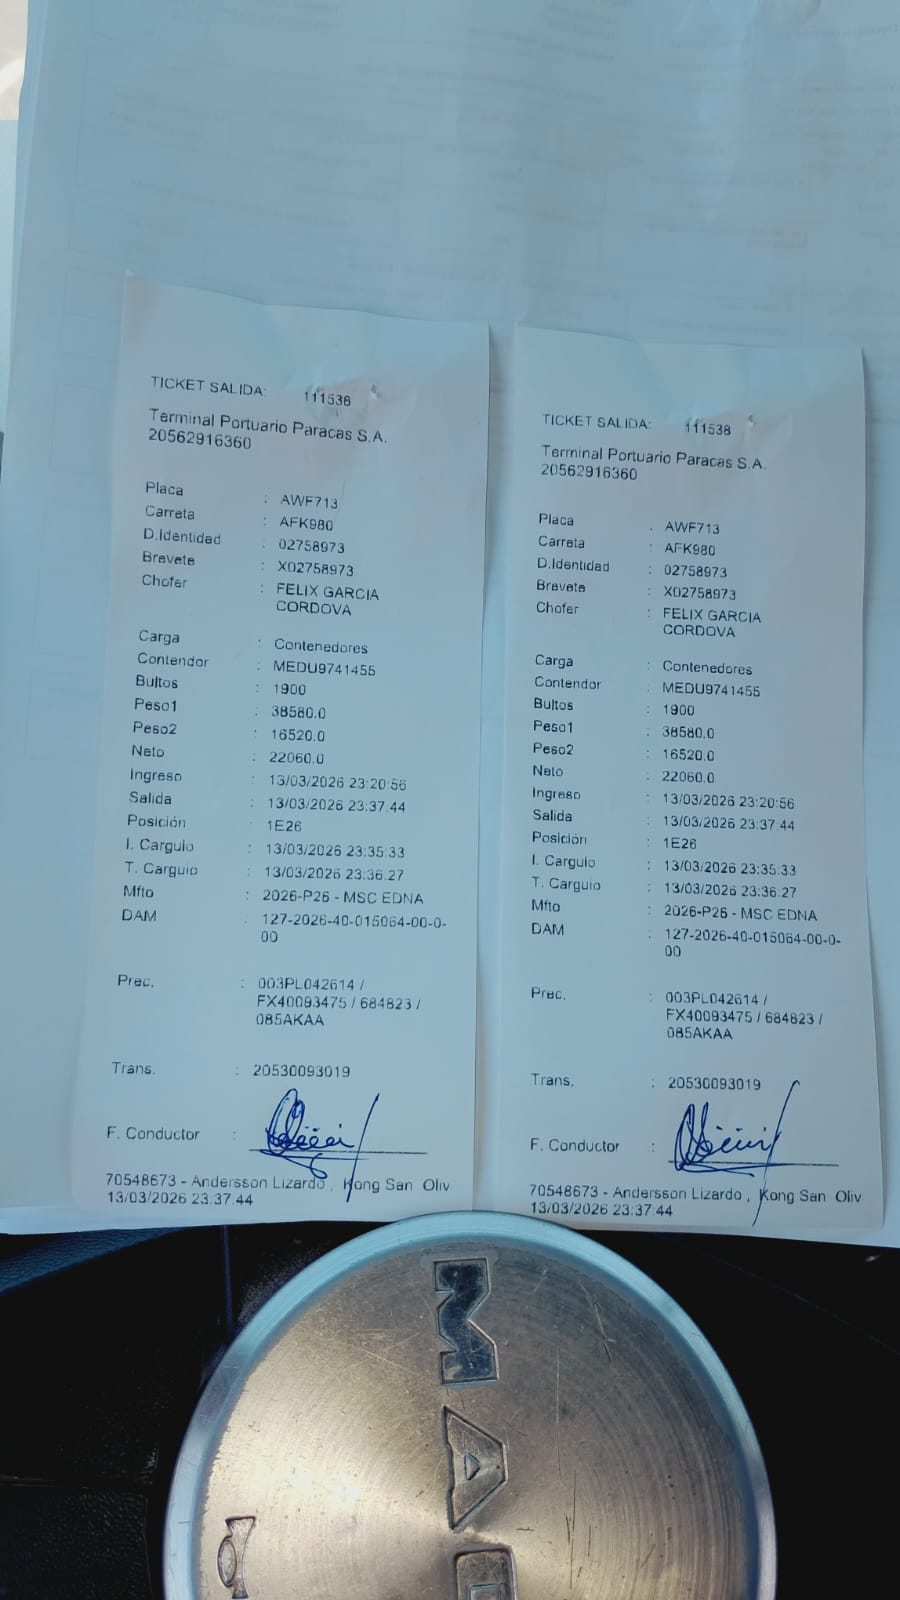 TICKET SALIDA: 111538
Terminal Portuario Paracas S.A.
20562916360
Placa : AWF713
Carreta : AFK980
D.Identidad : 02758973
Brevete : X02758973
Chofer : FELIX GARCIA
CORDOVA
Carga : Contenedores
Contendor : MEDU9741455
Bultos : 1900
Peso1 : 38580.0
Peso2 : 16520.0
Neto : 22060.0
Ingreso : 13/03/2026 23:20:56
Salida : 13/03/2026 23:37:44
Posición : 1E26
I. Carguio : 13/03/2026 23:35:33
T. Carguio : 13/03/2026 23:36:27
Mfto : 2026-P26 - MSC EDNA
DAM : 127-2026-40-015064-00-0-
00
Prec. : 003PL042614 /
FX40093475 / 684823 /
085AKAA
Trans. : 20530093019
F. Conductor :
70548673 - Andersson Lizardo , Kong San Oliv
13/03/2026 23:37:44
TICKET SALIDA: 111538
Terminal Portuario Paracas S.A.
20562916360
Placa : AWF713
Carreta : AFK980
D.Identidad : 02758973
Brevete : X02758973
Chofer : FELIX GARCIA
CORDOVA
Carga : Contenedores
Contendor : MEDU9741455
Bultos : 1900
Peso1 : 38580.0
Peso2 : 16520.0
Neto : 22060.0
Ingreso : 13/03/2026 23:20:56
Salida : 13/03/2026 23:37:44
Posición : 1E26
I. Carguio : 13/03/2026 23:35:33
T. Carguio : 13/03/2026 23:36:27
Mfto : 2026-P26 - MSC EDNA
DAM : 127-2026-40-015064-00-0-
00
Prec. : 003PL042614 /
FX40093475 / 684823 /
085AKAA
Trans. : 20530093019
F. Conductor :
70548673 - Andersson Lizardo , Kong San Oliv
13/03/2026 23:37:44